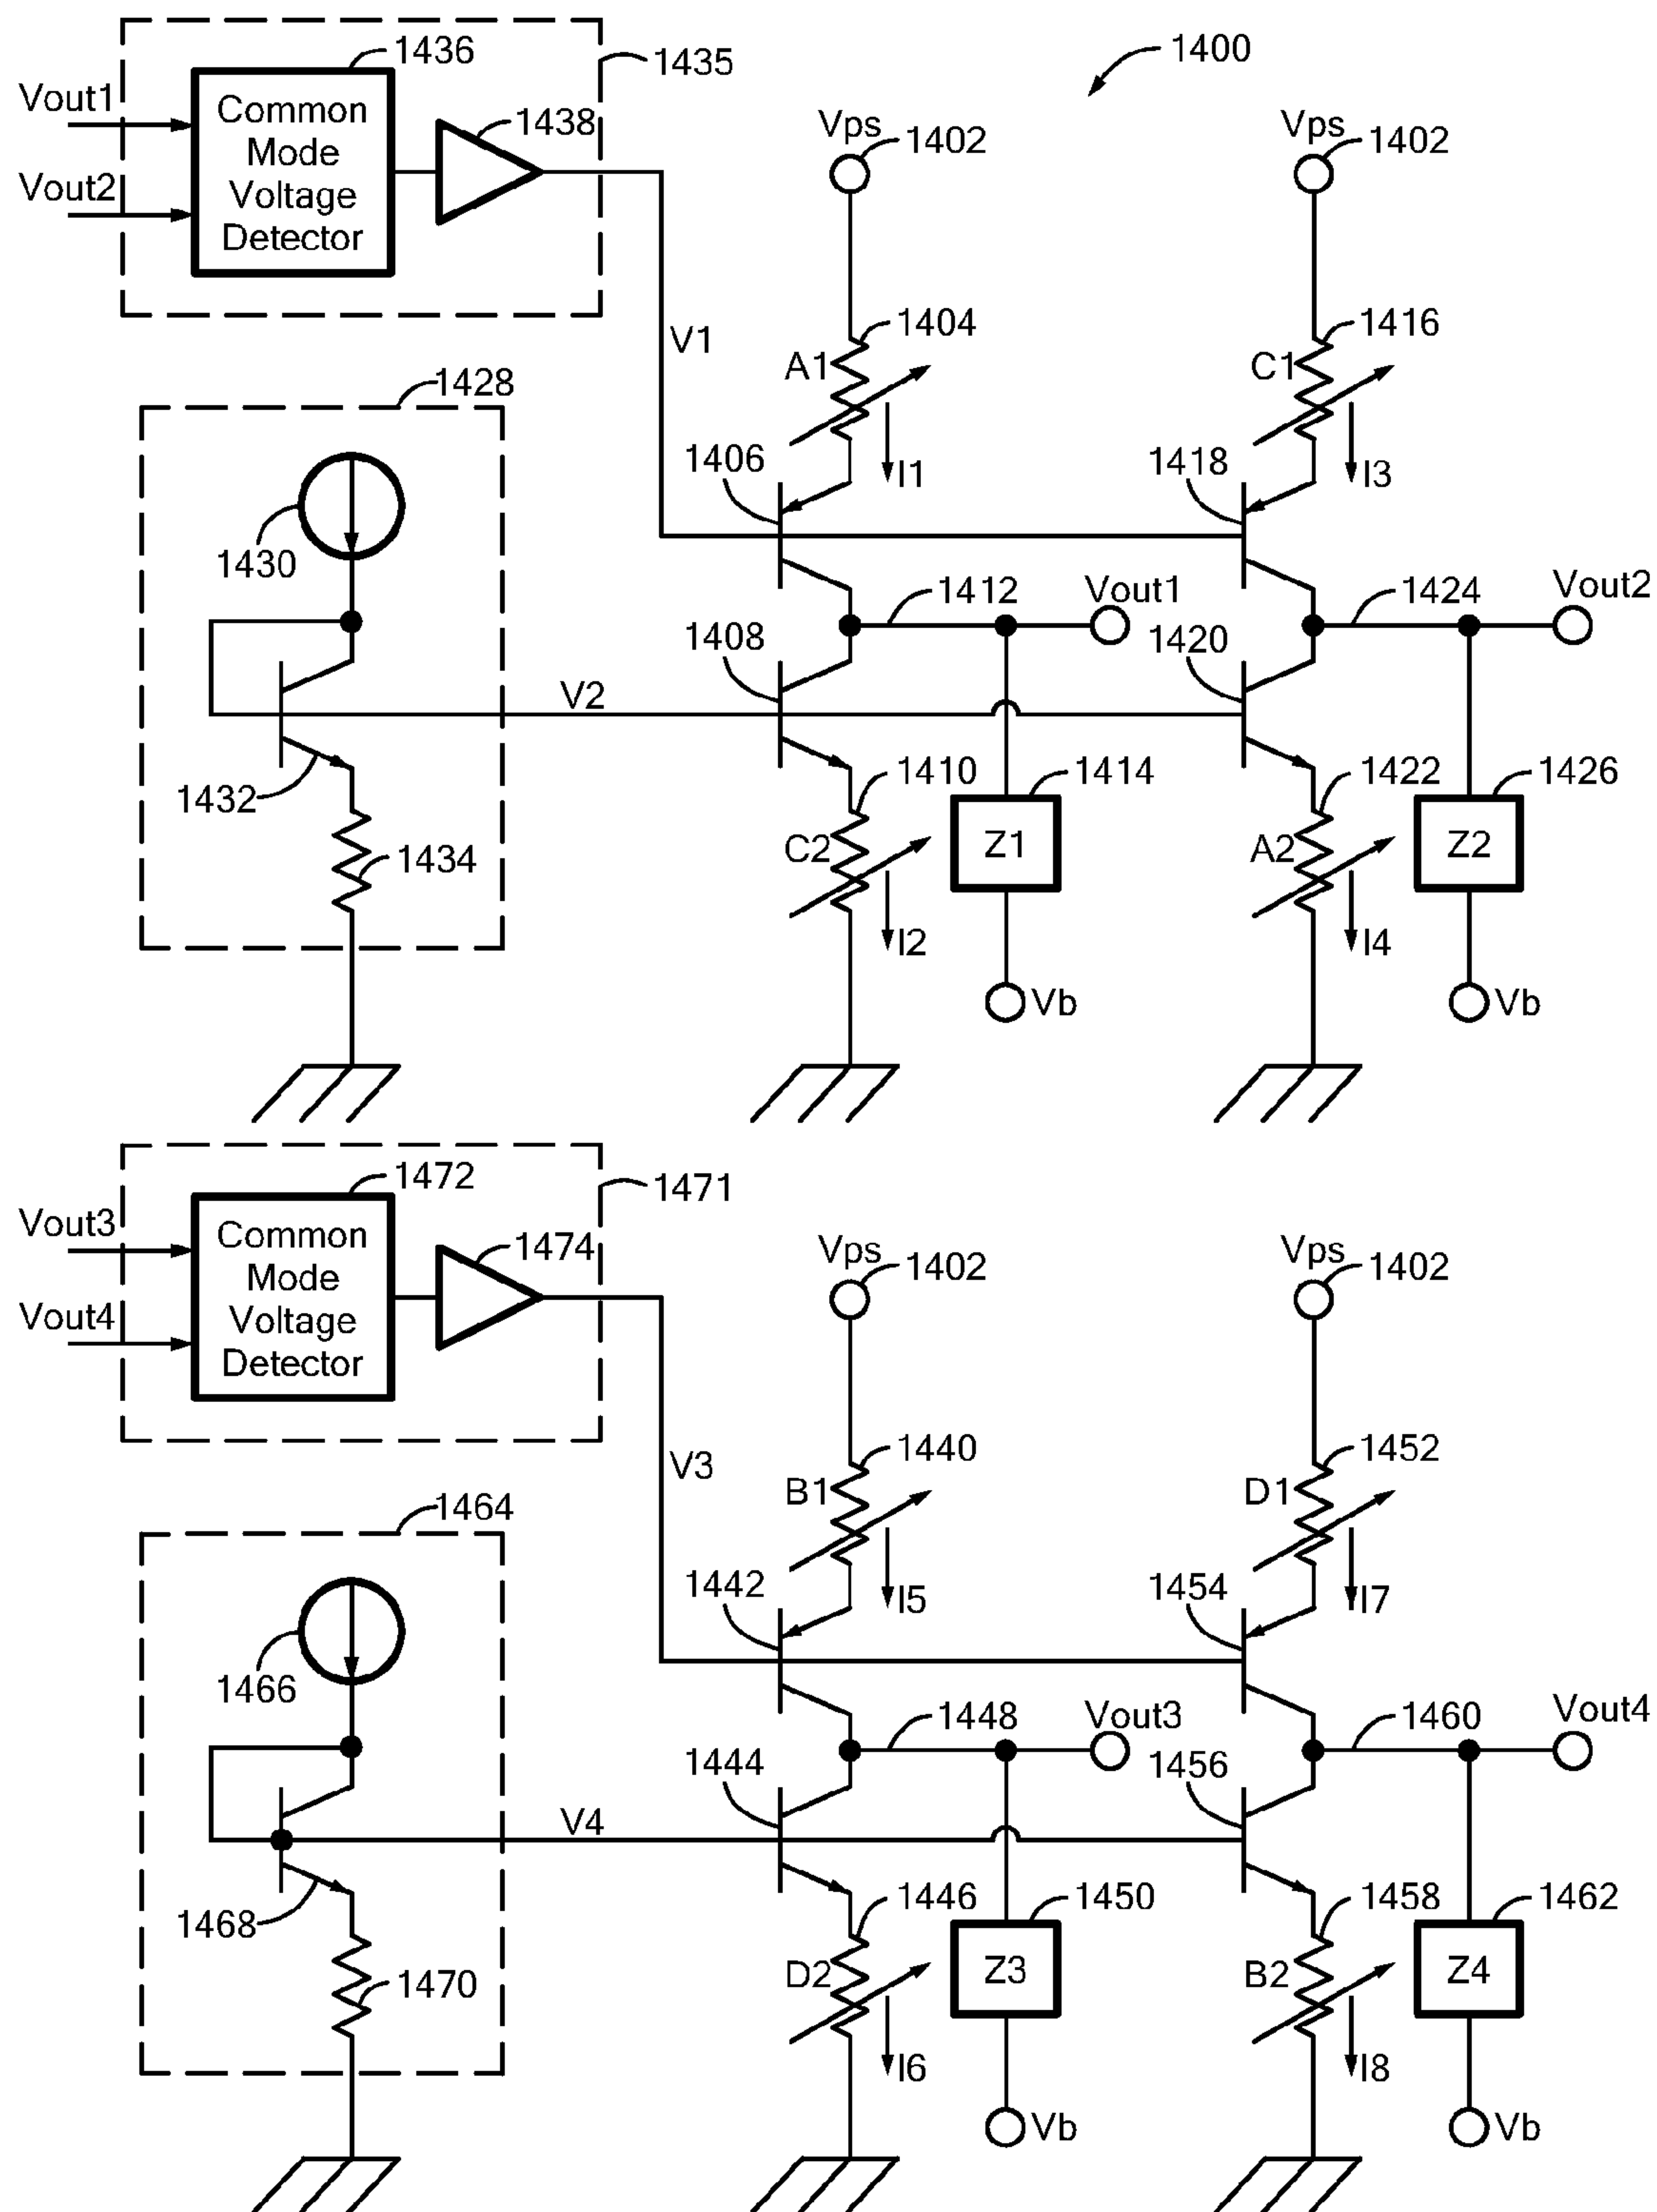 1400
1436
1435
Vout1
Vout2
Common
Mode
Voltage
Detector
1438
Vps
1402
Vps
1402
V1
1404
A1
I1
1416
C1
I3
1428
1430
1406
1418
1412
Vout1
1424
Vout2
1408
1420
V2
1432
1434
1410
C2
I2
1414
Z1
Vb
1422
A2
I4
1426
Z2
Vb
1472
1471
Vout3
Vout4
Common
Mode
Voltage
Detector
1474
Vps
1402
Vps
1402
V3
1440
B1
I5
1452
D1
I7
1464
1466
1442
1454
1448
Vout3
1460
Vout4
1444
1456
V4
1468
1470
1446
D2
I6
1450
Z3
Vb
1458
B2
I8
1462
Z4
Vb